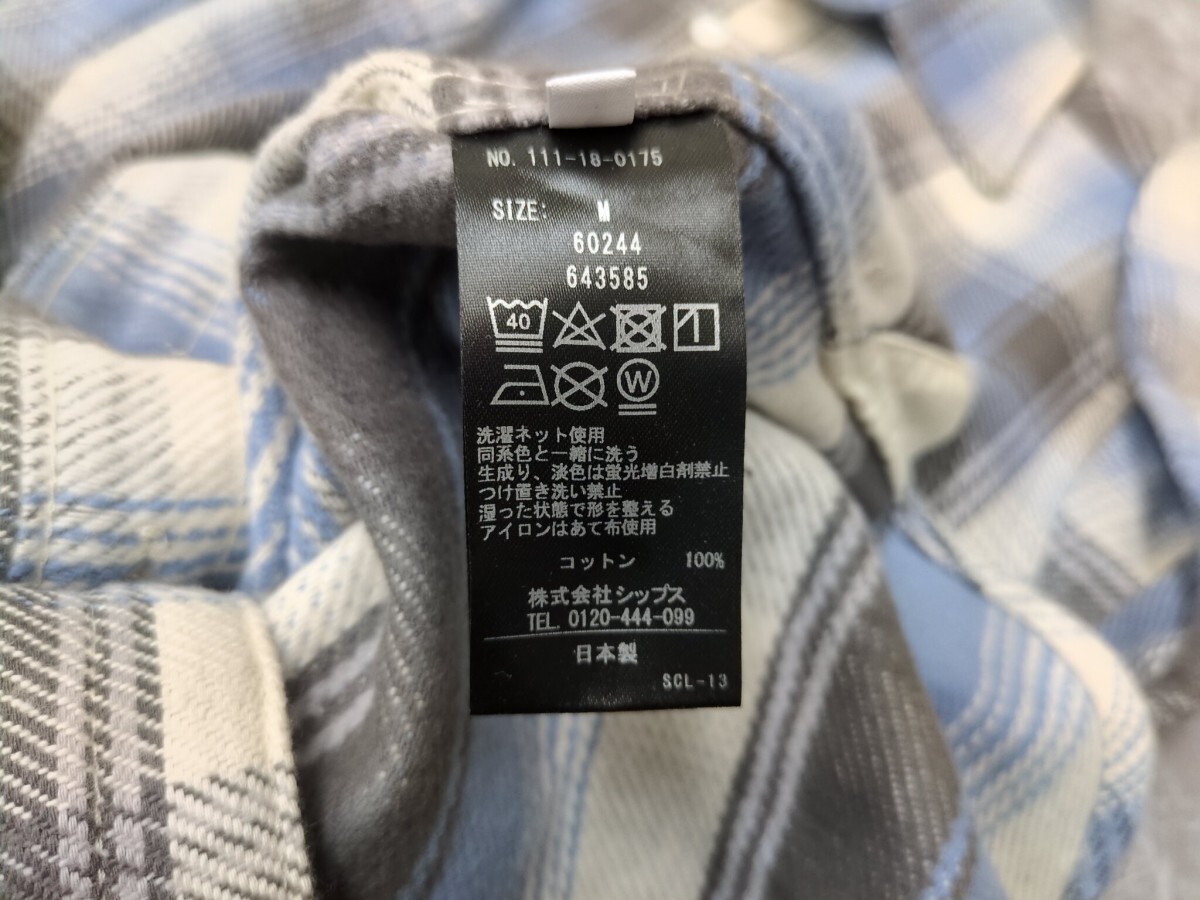 NO. 111-18-0175
SIZE: M
60244
643585
40
W
洗濯ネット使用
同系色と一緒に洗う
生成り、淡色は蛍光増白剤禁止
つけ置き洗い禁止
湿った状態で形を整える
アイロンはあて布使用
コットン 100%
株式会社シップス
TEL. 0120-444-099
日本製
SCL-13